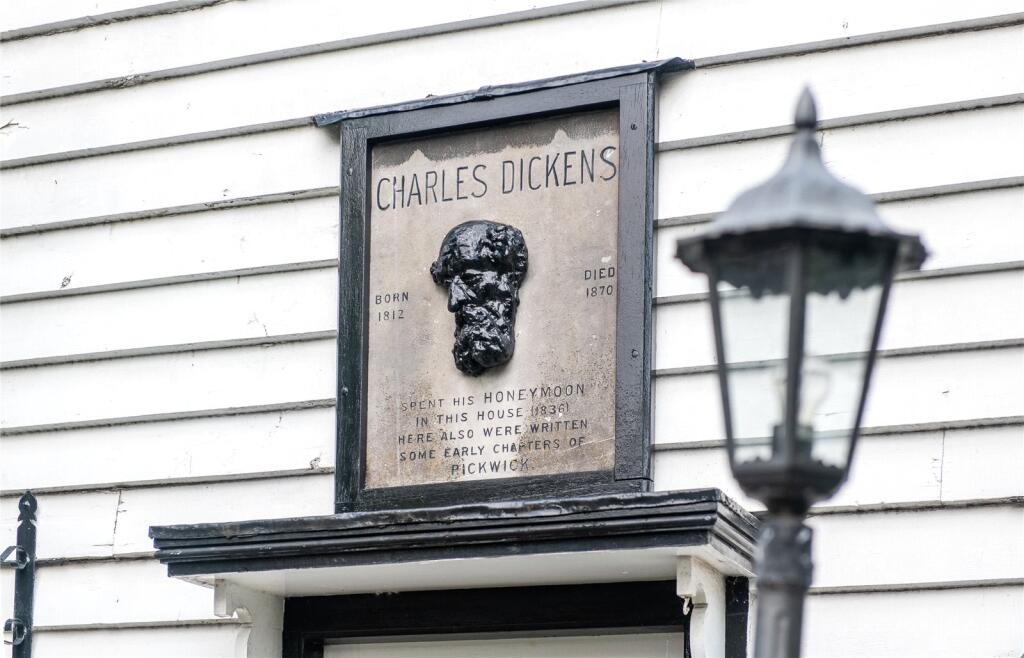 CHARLES DICKENS
BORN
1812
DIED
1870
SPENT HIS HONEYMOON
IN THIS HOUSE (1836)
HERE ALSO WERE WRITTEN
SOME EARLY CHAPTERS OF
PICKWICK.